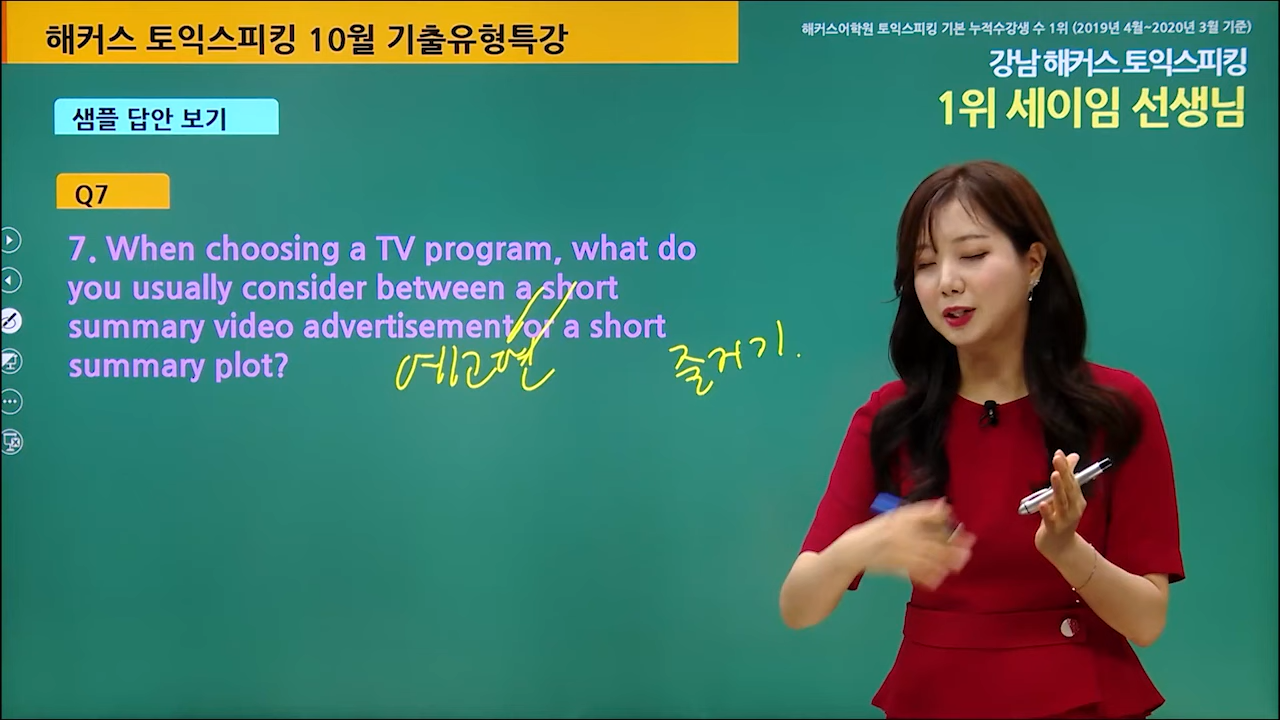 해커스 토익스피킹 10월 기출유형특강
해커스어학원 토익스피킹 기본 누적수강생 수 1위 (2019년 4월~2020년 3월 기준)
강남 해커스 토익스피킹
1위 세이임 선생님
샘플 답안 보기
Q7
7. When choosing a TV program, what do
you usually consider between a short
summary video advertisement or a short
summary plot?
예고편
줄거리.